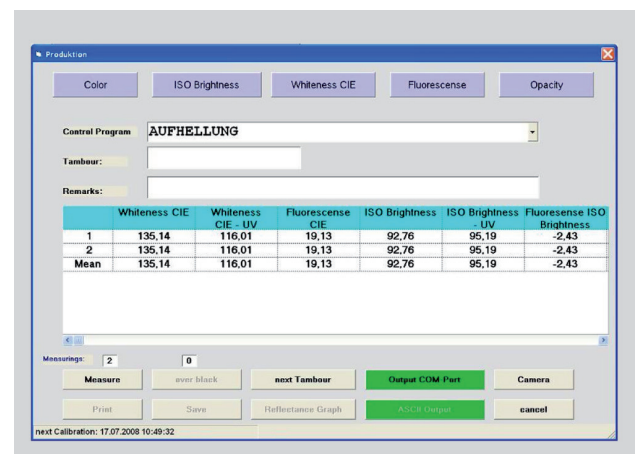 Produktion
Color ISO Brightness Whiteness CIE Fluorescense Opacity
Control Program AUFHELLUNG
Tambour:
Remarks:
Whiteness CIE Whiteness CIE - UV Fluorescence CIE ISO Brightness ISO Brightness - UV Fluoresense ISO Brightness
1 135,14 116,01 19,13 92,76 95,19 -2,43
2 135,14 116,01 19,13 92,76 95,19 -2,43
Mean 135,14 116,01 19,13 92,76 95,19 -2,43
Measurings: 2 0
Measure over black next Tambour Output COM-Port Camera
Print Save Reflectance Graph ASCII Output cancel
next Calibration: 17.07.2008 10:49:32